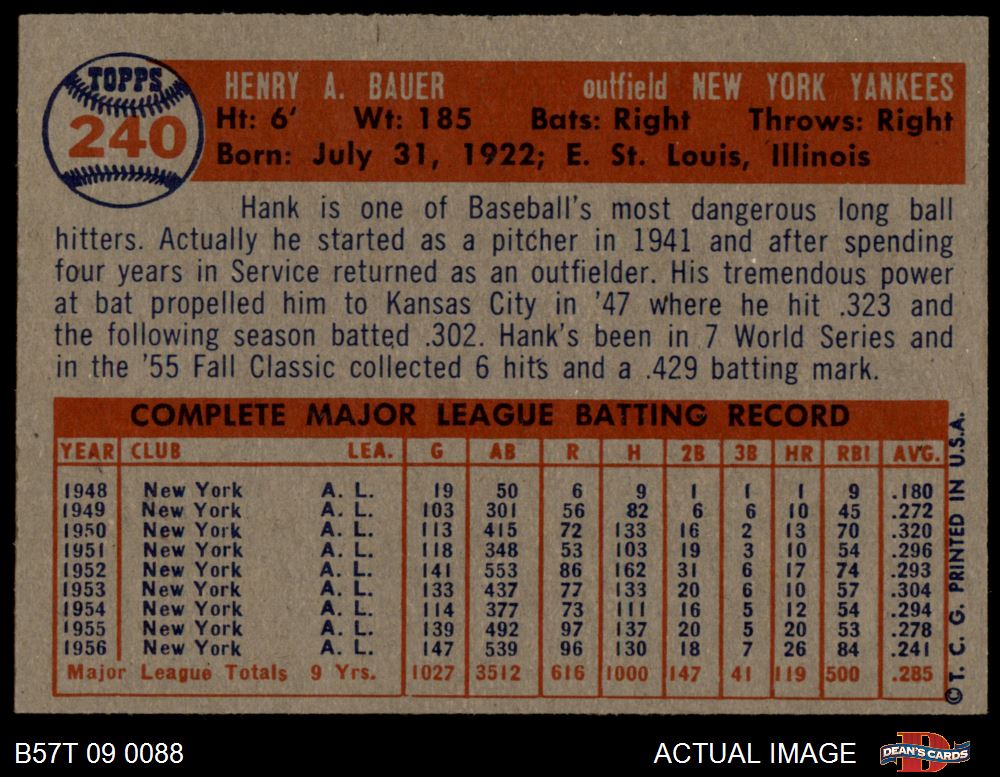 TOPPS
240
HENRY A. BAUER outfield NEW YORK YANKEES
Ht: 6' Wt: 185 Bats: Right Throws: Right
Born: July 31, 1922; E. St. Louis, Illinois
Hank is one of Baseball's most dangerous long ball
hitters. Actually he started as a pitcher in 1941 and after spending
four years in Service returned as an outfielder. His tremendous power
at bat propelled him to Kansas City in '47 where he hit .323 and
the following season batted .302. Hank's been in 7 World Series and
in the '55 Fall Classic collected 6 hits and a .429 batting mark.
COMPLETE MAJOR LEAGUE BATTING RECORD
YEAR CLUB LEA. G AB R H 2B 3B HR RBI AVG.
1948 New York A. L. 19 50 6 9 1 1 1 9 .180
1949 New York A. L. 103 301 56 82 6 6 10 45 .272
1950 New York A. L. 113 415 72 133 16 2 13 70 .320
1951 New York A. L. 118 348 53 103 19 3 10 54 .296
1952 New York A. L. 141 553 86 162 31 6 17 74 .293
1953 New York A. L. 133 437 77 133 20 6 10 57 .304
1954 New York A. L. 114 377 73 111 16 5 12 54 .294
1955 New York A. L. 139 492 97 137 20 5 20 53 .278
1956 New York A. L. 147 539 96 130 18 7 26 84 .241
Major League Totals 9 Yrs. 1027 3512 616 1000 147 41 119 500 .285
© T. C. G. PRINTED IN U.S.A.
B57T 09 0088 ACTUAL IMAGE DEAN'S CARDS